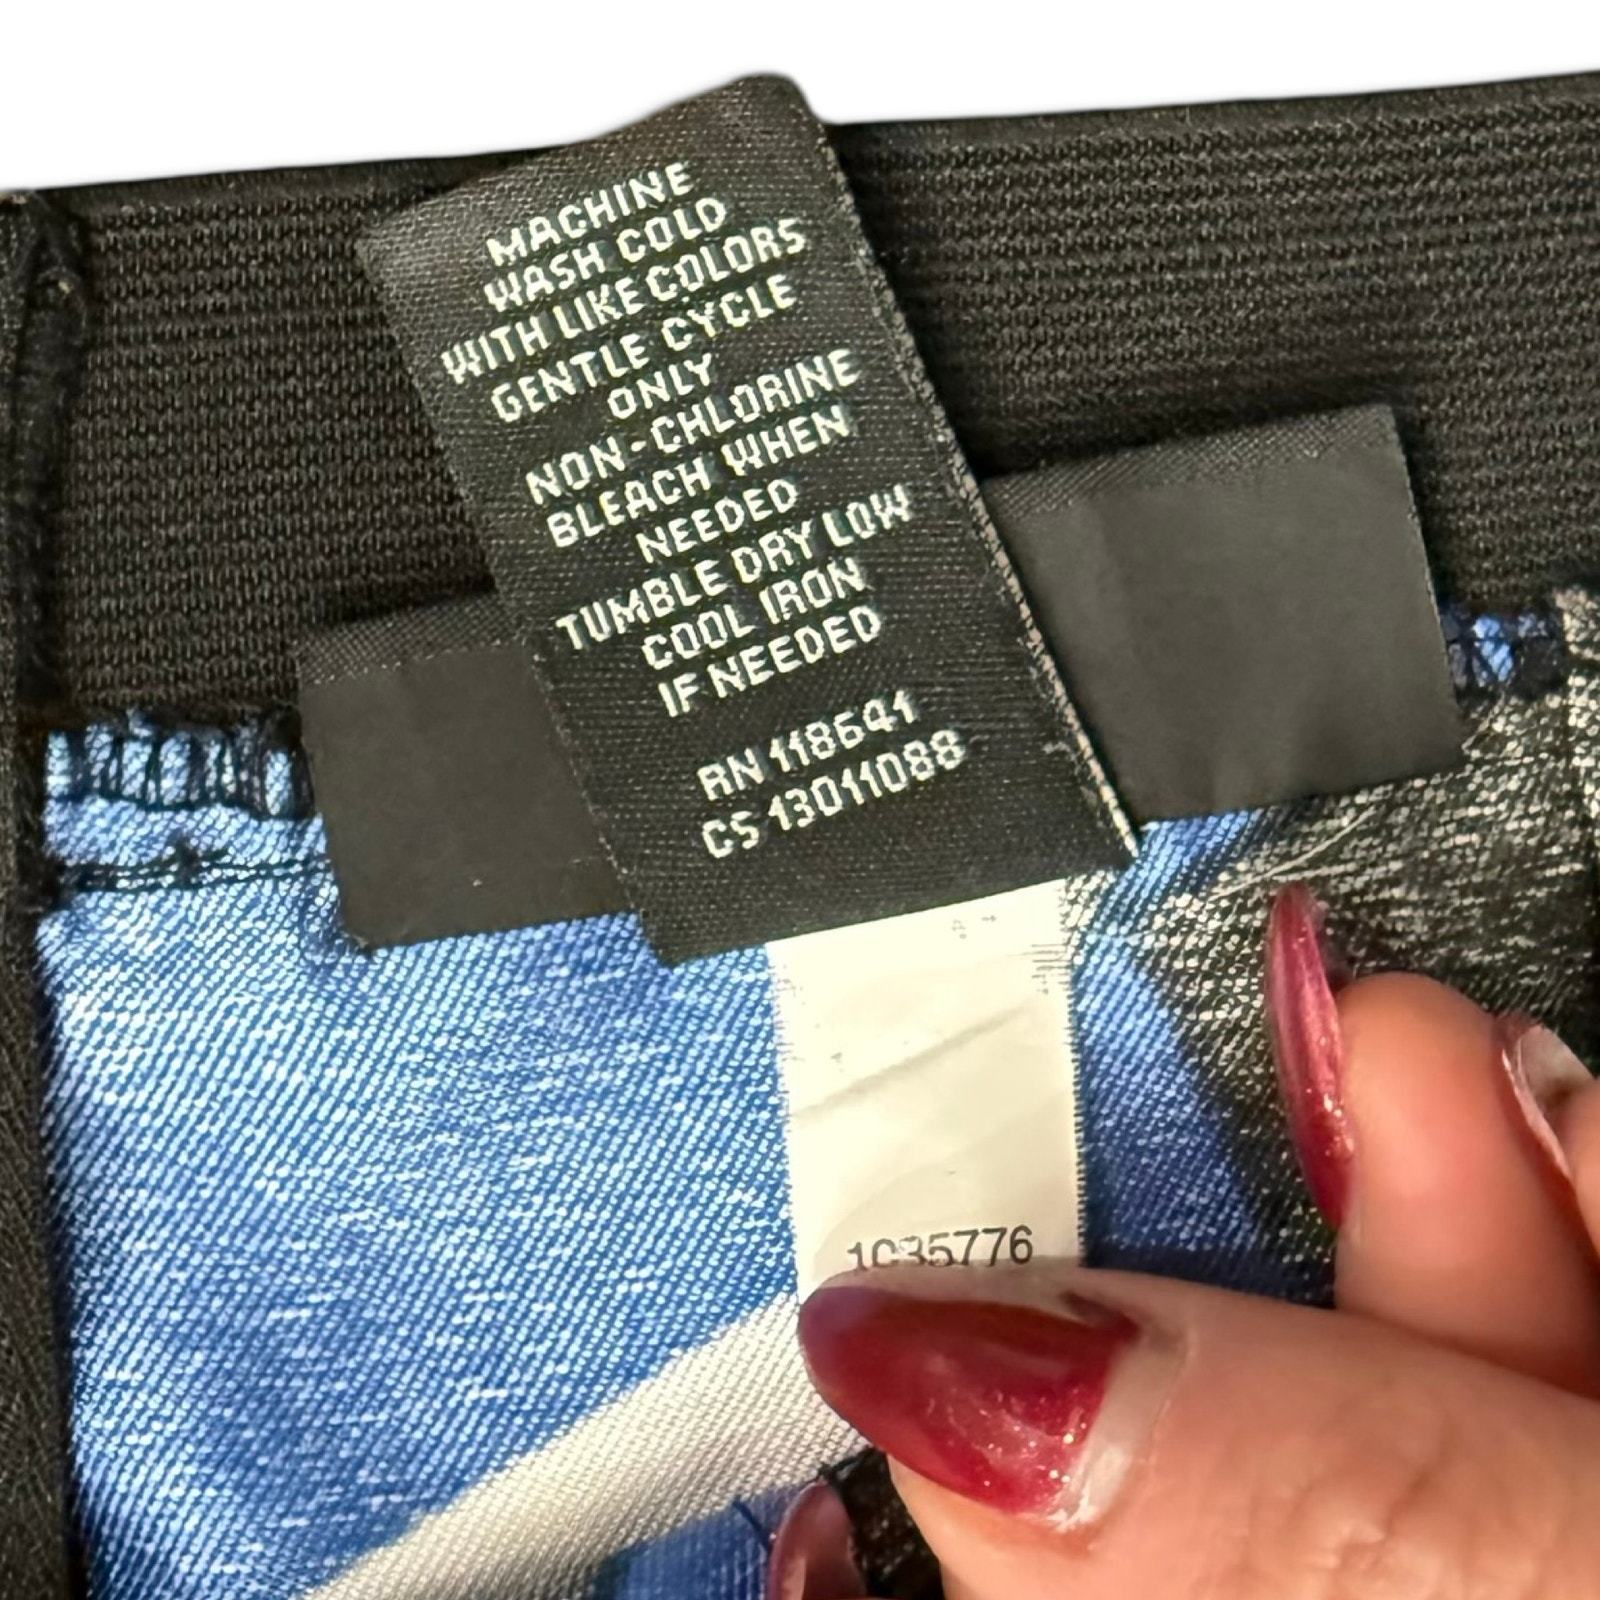 MACHINE
WASH COLD
WITH LIKE COLORS
GENTLE CYCLE
ONLY
NON-CHLORINE
BLEACH WHEN
NEEDED
TUMBLE DRY LOW
COOL IRON
IF NEEDED
RN 118641
CS 13011088
1035776